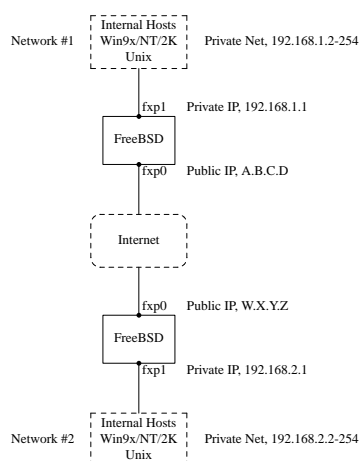 Internal Hosts
Network #1 Win9x/NT/2K Private Net, 192.168.1.2-254
Unix
fxp1 Private IP, 192.168.1.1
FreeBSD
fxp0 Public IP, A.B.C.D
Internet
fxp0 Public IP, W.X.Y.Z
FreeBSD
fxp1 Private IP, 192.168.2.1
Internal Hosts
Network #2 Win9x/NT/2K Private Net, 192.168.2.2-254
Unix